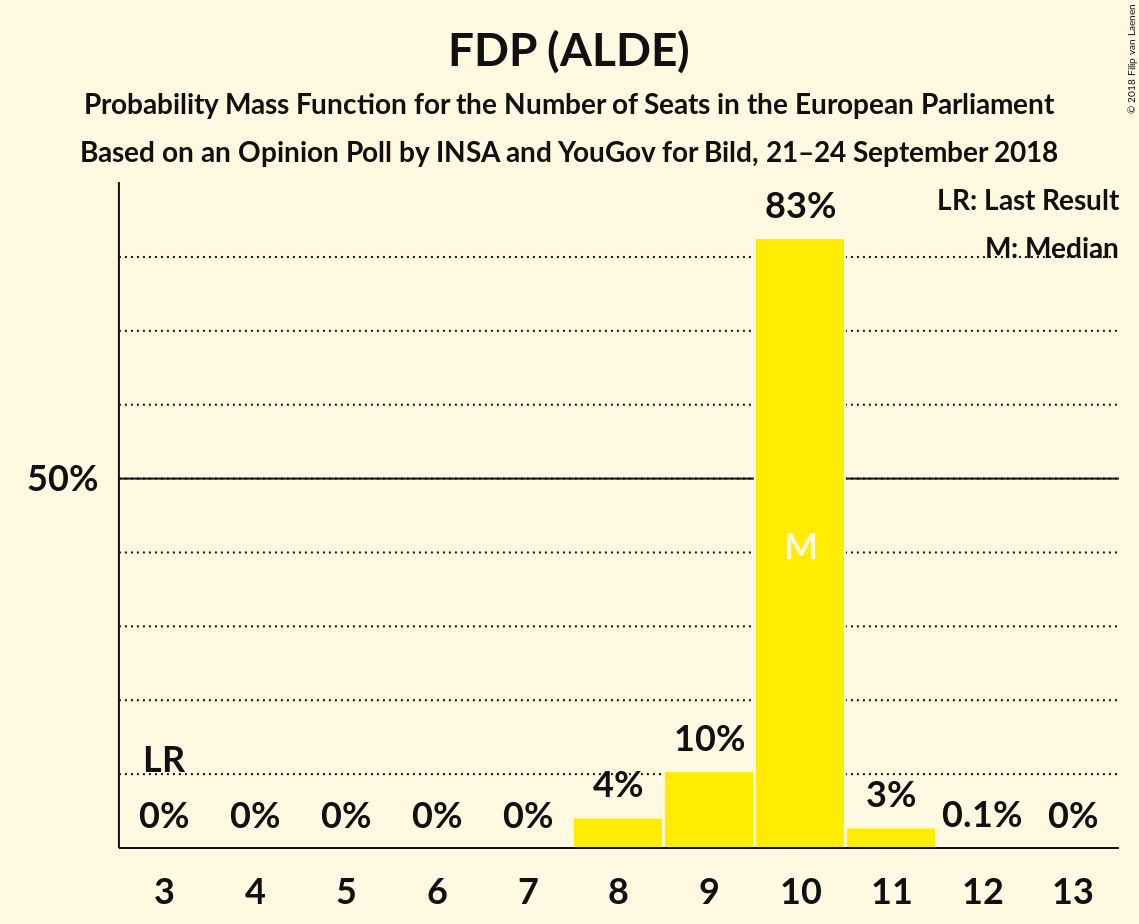 FDP (ALDE)
Probability Mass Function for the Number of Seats in the European Parliament
Based on an Opinion Poll by INSA and YouGov for Bild, 21–24 September 2018
© 2018 Filip van Laenen
LR: Last Result
M: Median
83%
50%
M
10%
LR
4%
3%
0% 0% 0% 0% 0% 0.1% 0%
3 4 5 6 7 8 9 10 11 12 13